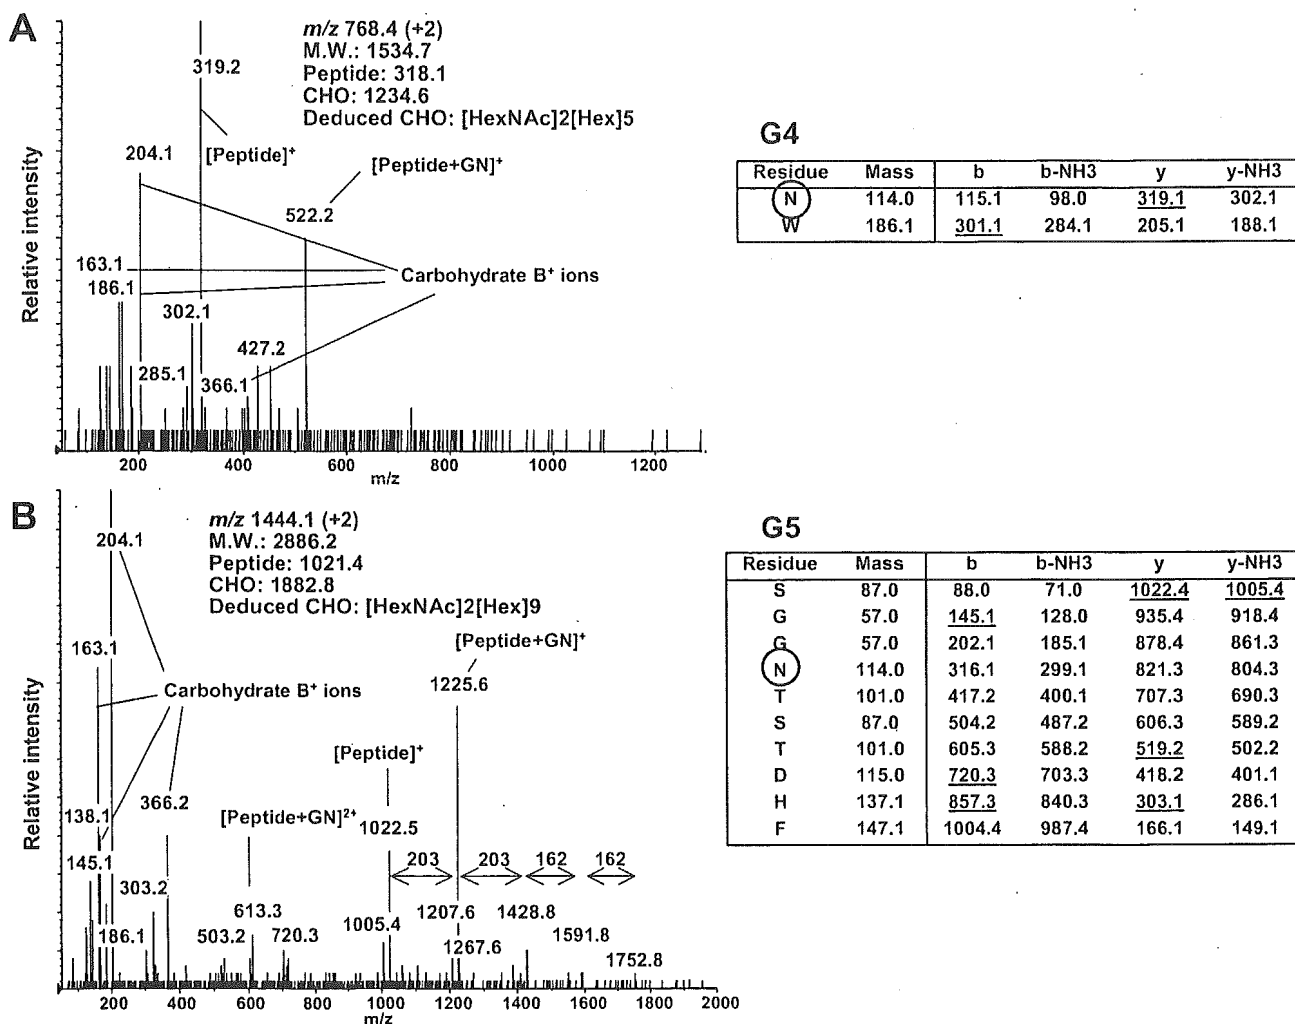 A
m/z 768.4 (+2)
M.W.: 1534.7
Peptide: 318.1
CHO: 1234.6
Deduced CHO: [HexNAc]2[Hex]5
319.2
[Peptide]+
204.1
[Peptide+GN]+
522.2
163.1
186.1
Carbohydrate B+ ions
302.1
427.2
285.1
366.1
Relative intensity
200 400 600 800 1000 1200
m/z
G4
Residue Mass b b-NH3 y y-NH3
N 114.0 115.1 98.0 319.1 302.1
W 186.1 301.1 284.1 205.1 188.1
B
m/z 1444.1 (+2)
M.W.: 2886.2
Peptide: 1021.4
CHO: 1882.8
Deduced CHO: [HexNAc]2[Hex]9
204.1
[Peptide+GN]+
163.1
1225.6
Carbohydrate B+ ions
[Peptide]+
138.1
366.2
[Peptide+GN]2+
1022.5
145.1
203 203 162 162
303.2
613.3
1207.6
1428.8
186.1
503.2
720.3
1005.4
1267.6
1591.8
1752.8
Relative intensity
200 400 600 800 1000 1200 1400 1600 1800 2000
m/z
G5
Residue Mass b b-NH3 y y-NH3
S 87.0 88.0 71.0 1022.4 1005.4
G 57.0 145.1 128.0 935.4 918.4
G 57.0 202.1 185.1 878.4 861.3
N 114.0 316.1 299.1 821.3 804.3
T 101.0 417.2 400.1 707.3 690.3
S 87.0 504.2 487.2 606.3 589.2
T 101.0 605.3 588.2 519.2 502.2
D 115.0 720.3 703.3 418.2 401.1
H 137.1 857.3 840.3 303.1 286.1
F 147.1 1004.4 987.4 166.1 149.1